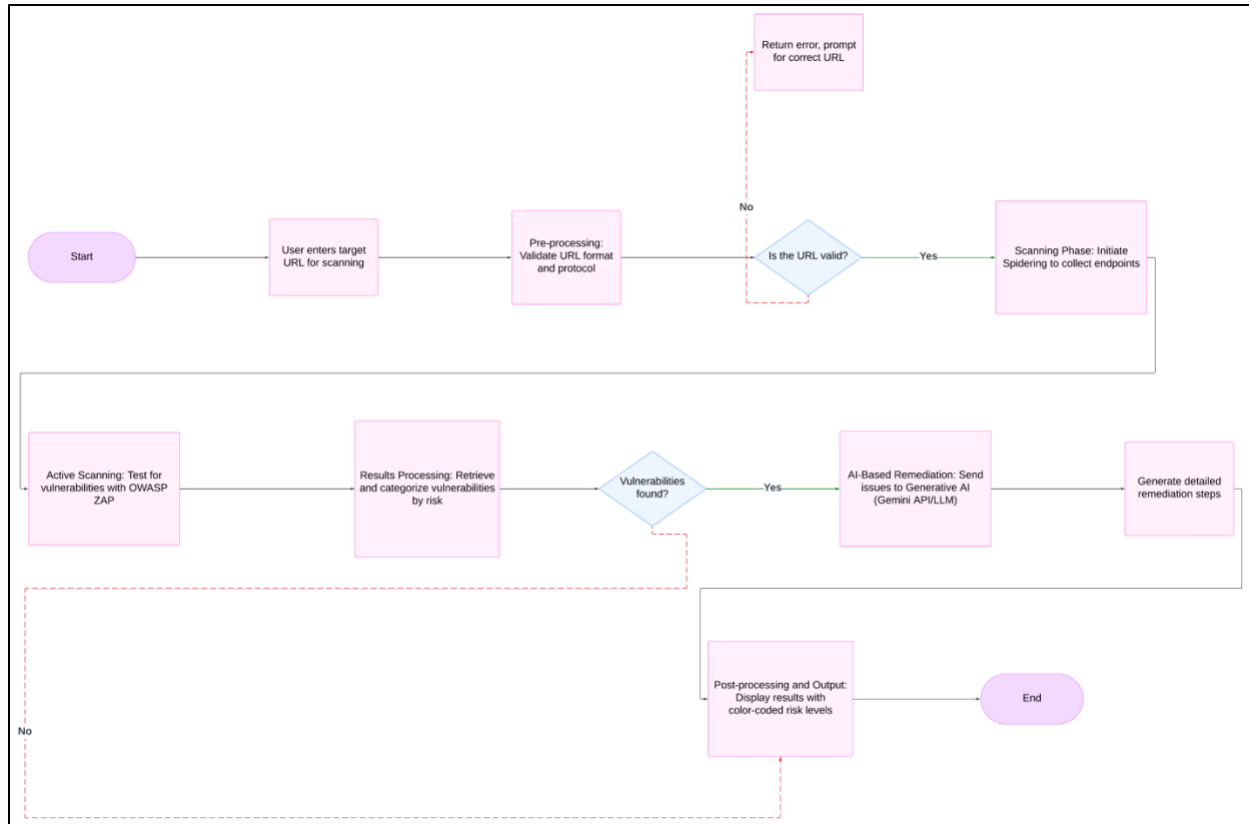 Return error, prompt
for correct URL
No
Start
User enters target
URL for scanning
Pre-processing:
Validate URL format
and protocol
Is the URL valid?
Yes
Scanning Phase: Initiate
Spidering to collect endpoints
Active Scanning: Test for
vulnerabilities with OWASP
ZAP
Results Processing: Retrieve
and categorize vulnerabilities
by risk
Vulnerabilities
found?
Yes
AI-Based Remediation: Send
issues to Generative AI
(Gemini API/LLM)
Generate detailed
remediation steps
No
Post-processing and Output:
Display results with
color-coded risk levels
End